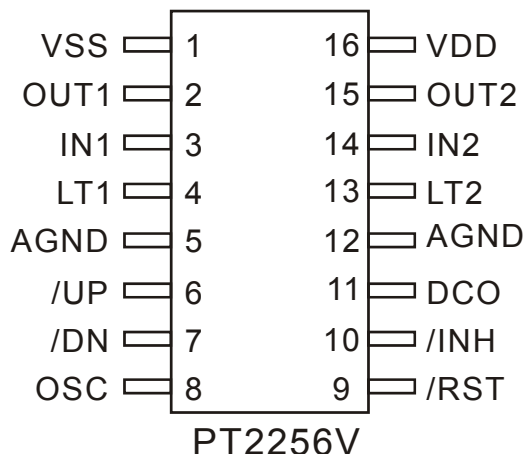 VSS 1 16 VDD
OUT1 2 15 OUT2
IN1 3 14 IN2
LT1 4 13 LT2
AGND 5 12 AGND
/UP 6 11 DCO
/DN 7 10 /INH
OSC 8 9 /RST
PT2256V